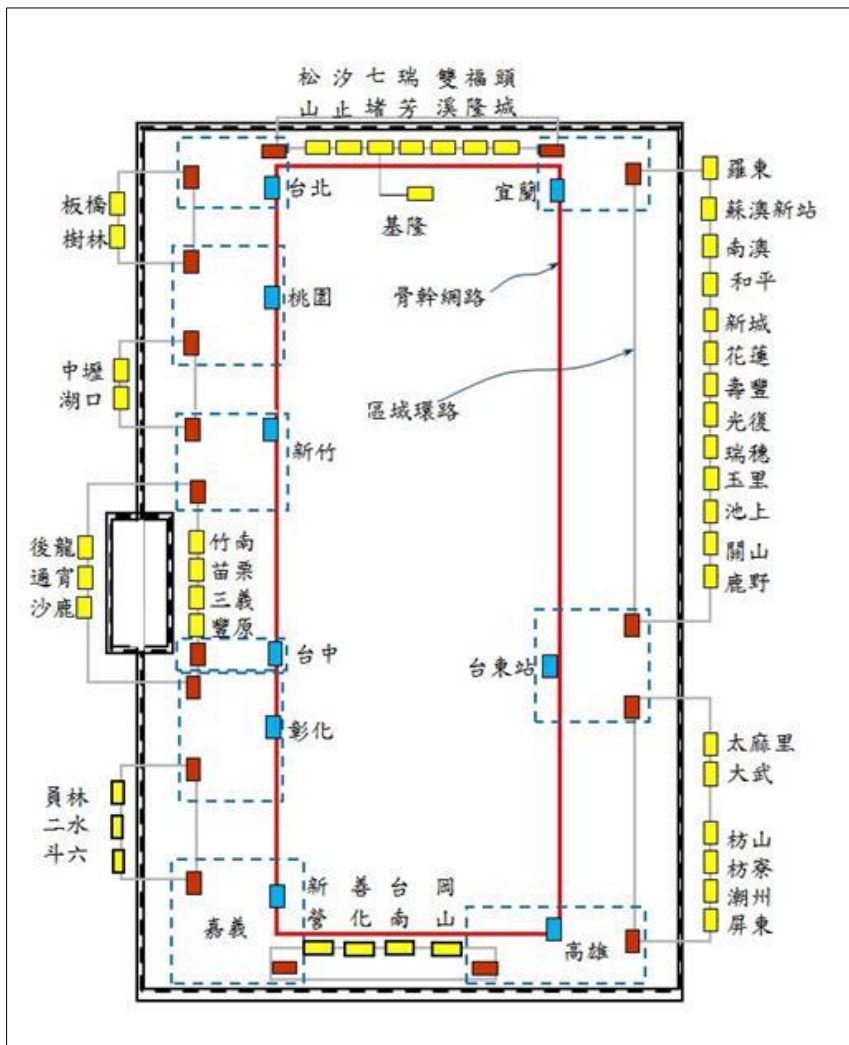 松汐七瑞雙福頭
山止堵芳溪隆城
台北
宜蘭
基隆
板橋
樹林
羅東
蘇澳新站
南澳
和平
新城
花蓮
壽豐
光復
瑞穗
玉里
池上
關山
鹿野
桃園
骨幹網路
區域環路
中壢
湖口
新竹
後龍
通霄
沙鹿
竹南
苗栗
三義
豐原
台中
台東站
彰化
太麻里
大武
枋山
枋寮
潮州
屏東
員林
二水
斗六
新善台岡
營化南山
嘉義
高雄